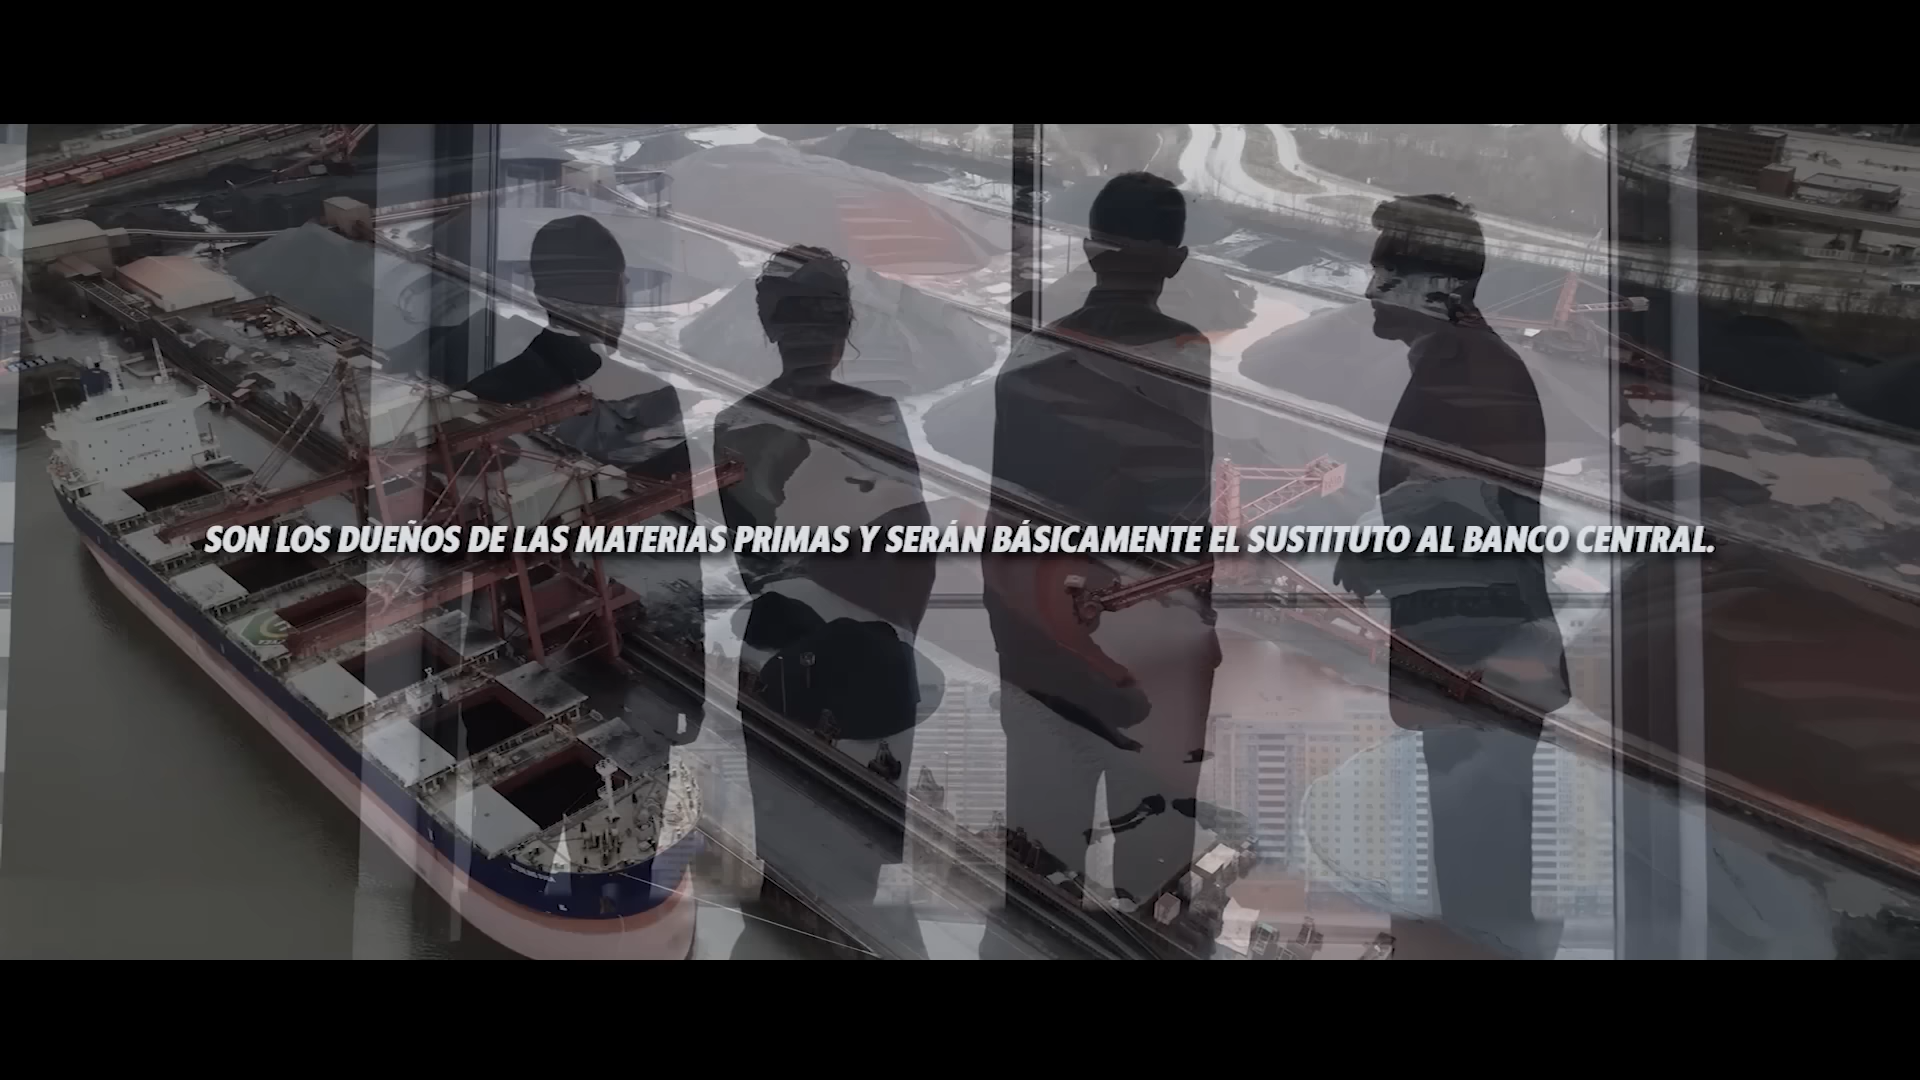 SON LOS DUEÑOS DE LAS MATERIAS PRIMAS Y SERÁN BÁSICAMENTE EL SUSTITUTO AL BANCO CENTRAL.